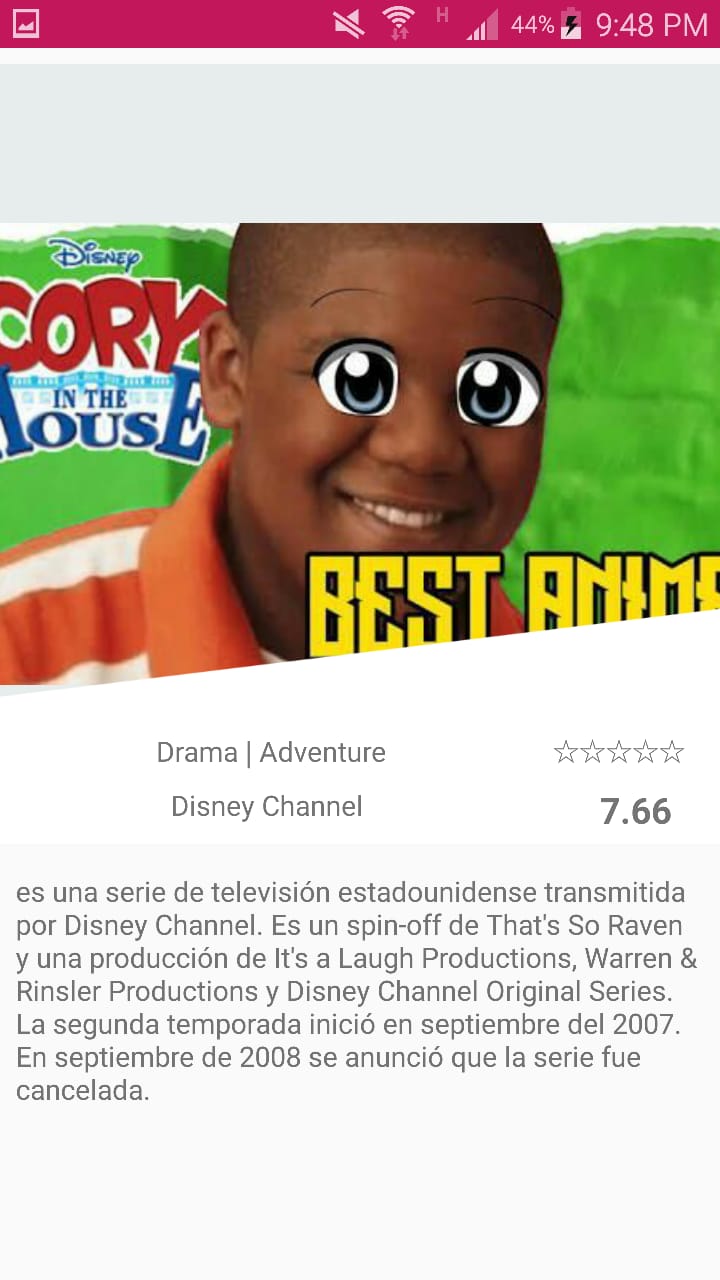 H 44% 9:48 PM
Disney
CORY
IN THE
HOUSE
BEST ANIME
Drama | Adventure ☆☆☆☆☆
Disney Channel 7.66
es una serie de televisión estadounidense transmitida
por Disney Channel. Es un spin-off de That's So Raven
y una producción de It's a Laugh Productions, Warren &
Rinsler Productions y Disney Channel Original Series.
La segunda temporada inició en septiembre del 2007.
En septiembre de 2008 se anunció que la serie fue
cancelada.